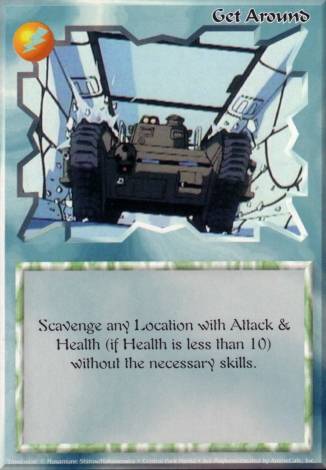 Get Around
Scavenge any Location with Attack &
Health (if Health is less than 10)
without the necessary skills.